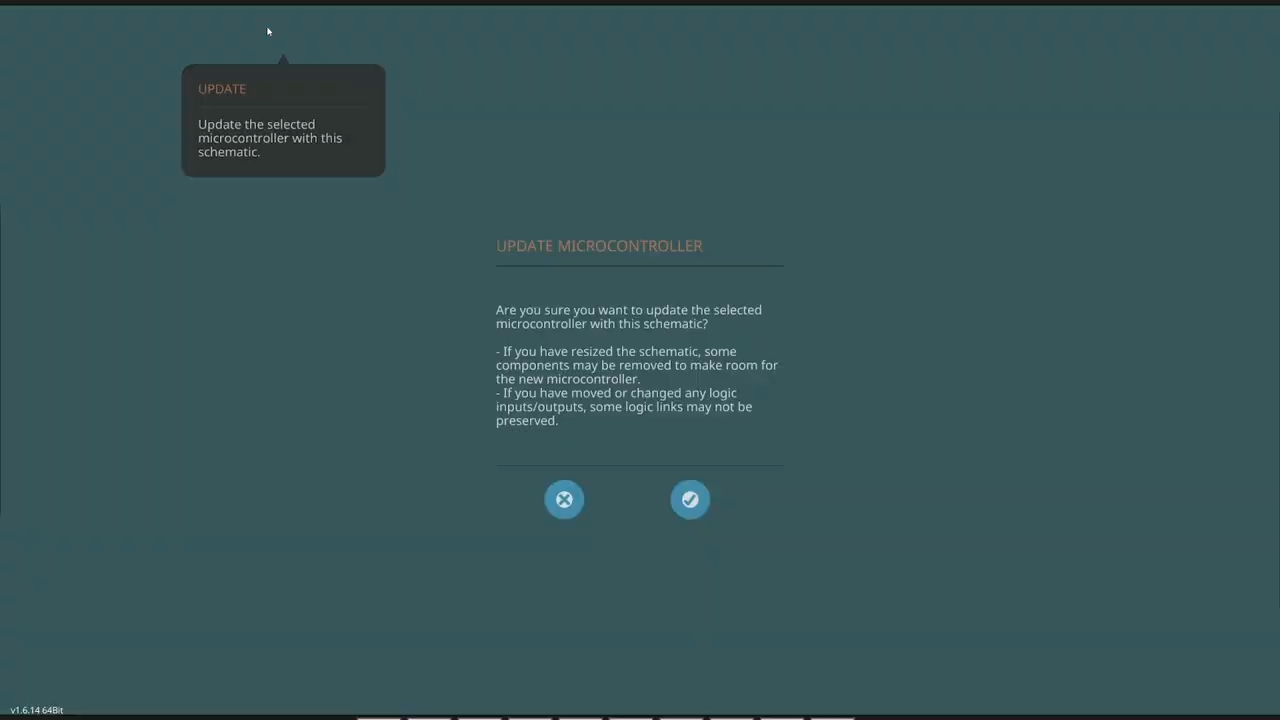 UPDATE
Update the selected
microcontroller with this
schematic.
UPDATE MICROCONTROLLER
Are you sure you want to update the selected
microcontroller with this schematic?
- If you have resized the schematic, some
components may be removed to make room for
the new microcontroller.
- If you have moved or changed any logic
inputs/outputs, some logic links may not be
preserved.
v1.6.14 64Bit